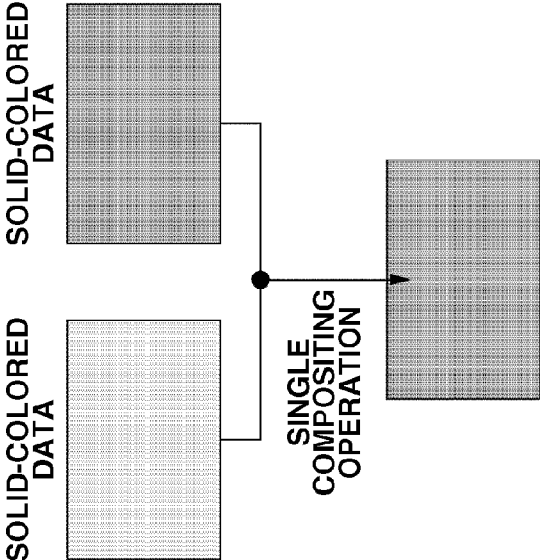 SOLID-COLORED
DATA
SOLID-COLORED
DATA
SINGLE
COMPOSITING
OPERATION